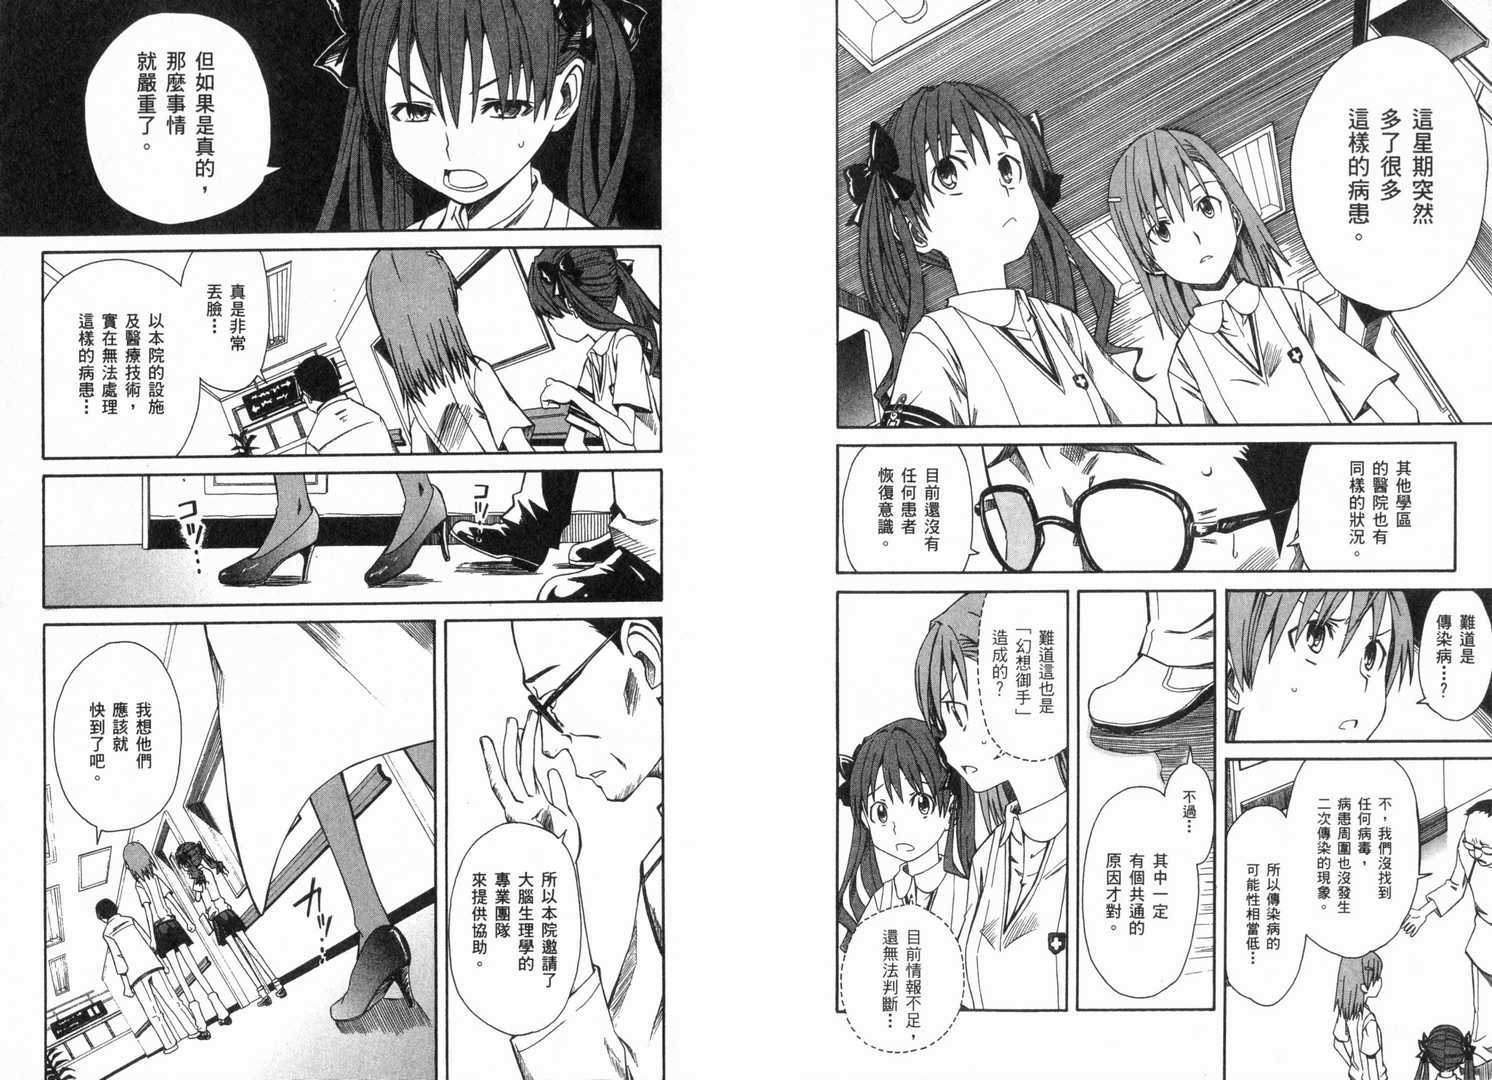 這星期突然
多了很多
這樣的病患。
其他學區
的醫院也有
同樣的狀況。
目前還沒有
任何患者
恢復意識。
難道是
傳染病…?
不，我們沒找到
任何病毒，
病患周圍也沒發生
二次傳染的現象。
所以傳染病的
可能性相當低…
不過…
其中一定
有個共通的
原因才對。
難道這也是
「幻想御手」
造成的?
目前情報不足，
還無法判斷…
但如果是真的，
那麼事情
就嚴重了。
真是非常
丟臉…
以本院的設施
及醫療技術，
實在無法處理
這樣的病患…
コツ…
コツ…
所以本院邀請了
大腦生理學的
專業團隊
來提供協助。
我想他們
應該就
快到了吧。
カッ…